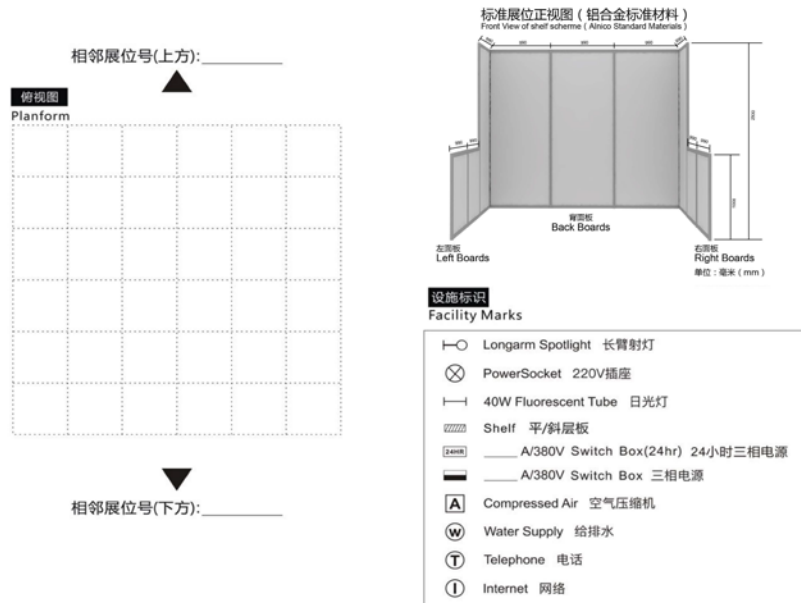 相邻展位号(上方):________
俯视图
Planform
相邻展位号(下方):________
标准展位正视图（铝合金标准材料）
Front View of shelf scherme ( Alnico Standard Materials )
背面板
Back Boards
左面板
Left Boards
右面板
Right Boards
单位：毫米（mm）
设施标识
Facility Marks
Longarm Spotlight 长臂射灯
PowerSocket 220V插座
40W Fluorescent Tube 日光灯
Shelf 平/斜层板
24HR ____A/380V Switch Box(24hr) 24小时三相电源
____A/380V Switch Box 三相电源
A Compressed Air 空气压缩机
W Water Supply 给排水
T Telephone 电话
I Internet 网络